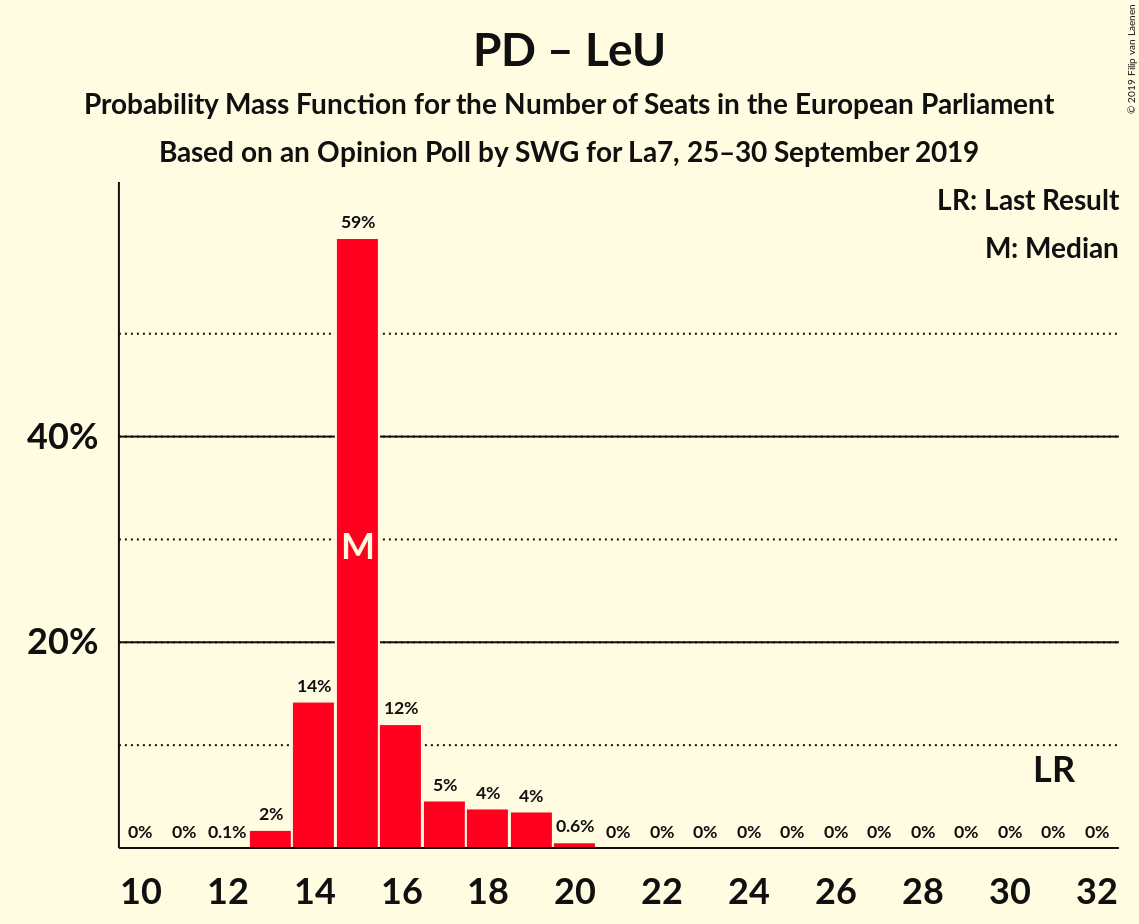 PD – LeU
Probability Mass Function for the Number of Seats in the European Parliament
Based on an Opinion Poll by SWG for La7, 25–30 September 2019
© 2019 Filip van Laenen
LR: Last Result
M: Median
59%
40%
M
20%
14%
12%
LR
5%
4%
4%
2%
0% 0% 0.1% 0.6% 0% 0% 0% 0% 0% 0% 0% 0% 0% 0% 0% 0%
10 12 14 16 18 20 22 24 26 28 30 32